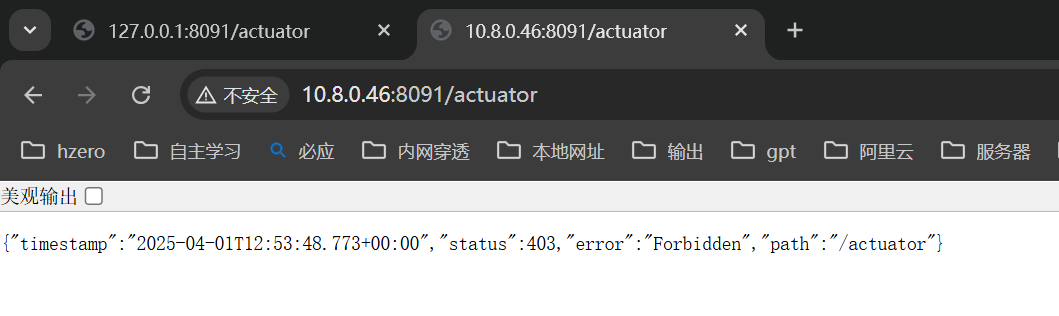 127.0.0.1:8091/actuator 10.8.0.46:8091/actuator
不安全 10.8.0.46:8091/actuator
hzero 自主学习 必应 内网穿透 本地网址 输出 gpt 阿里云 服务器
美观输出
{"timestamp":"2025-04-01T12:53:48.773+00:00","status":403,"error":"Forbidden","path":"/actuator"}